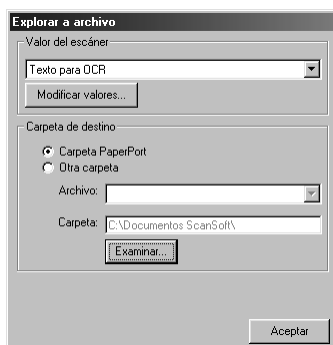 Explorar a archivo
Valor del escáner
Texto para OCR
Modificar valores...
Carpeta de destino
Carpeta PaperPort
Otra carpeta
Archivo:
Carpeta: C:\Documentos ScanSoft\
Examinar...
Aceptar